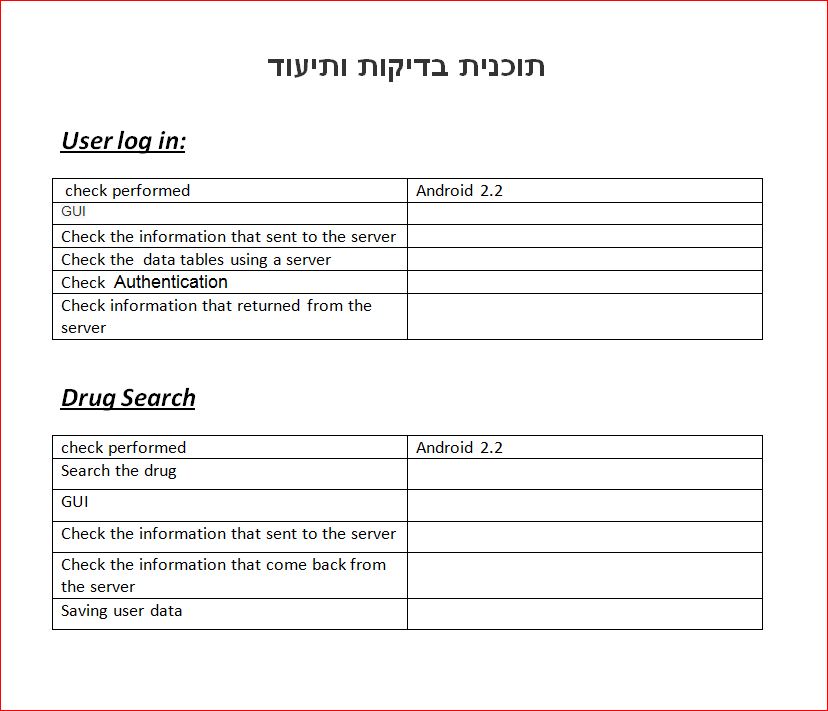 תוכנית בדיקות ותיעוד
User log in:
check performed Android 2.2
GUI
Check the information that sent to the server
Check the data tables using a server
Check Authentication
Check information that returned from the
server
Drug Search
check performed Android 2.2
Search the drug
GUI
Check the information that sent to the server
Check the information that come back from
the server
Saving user data